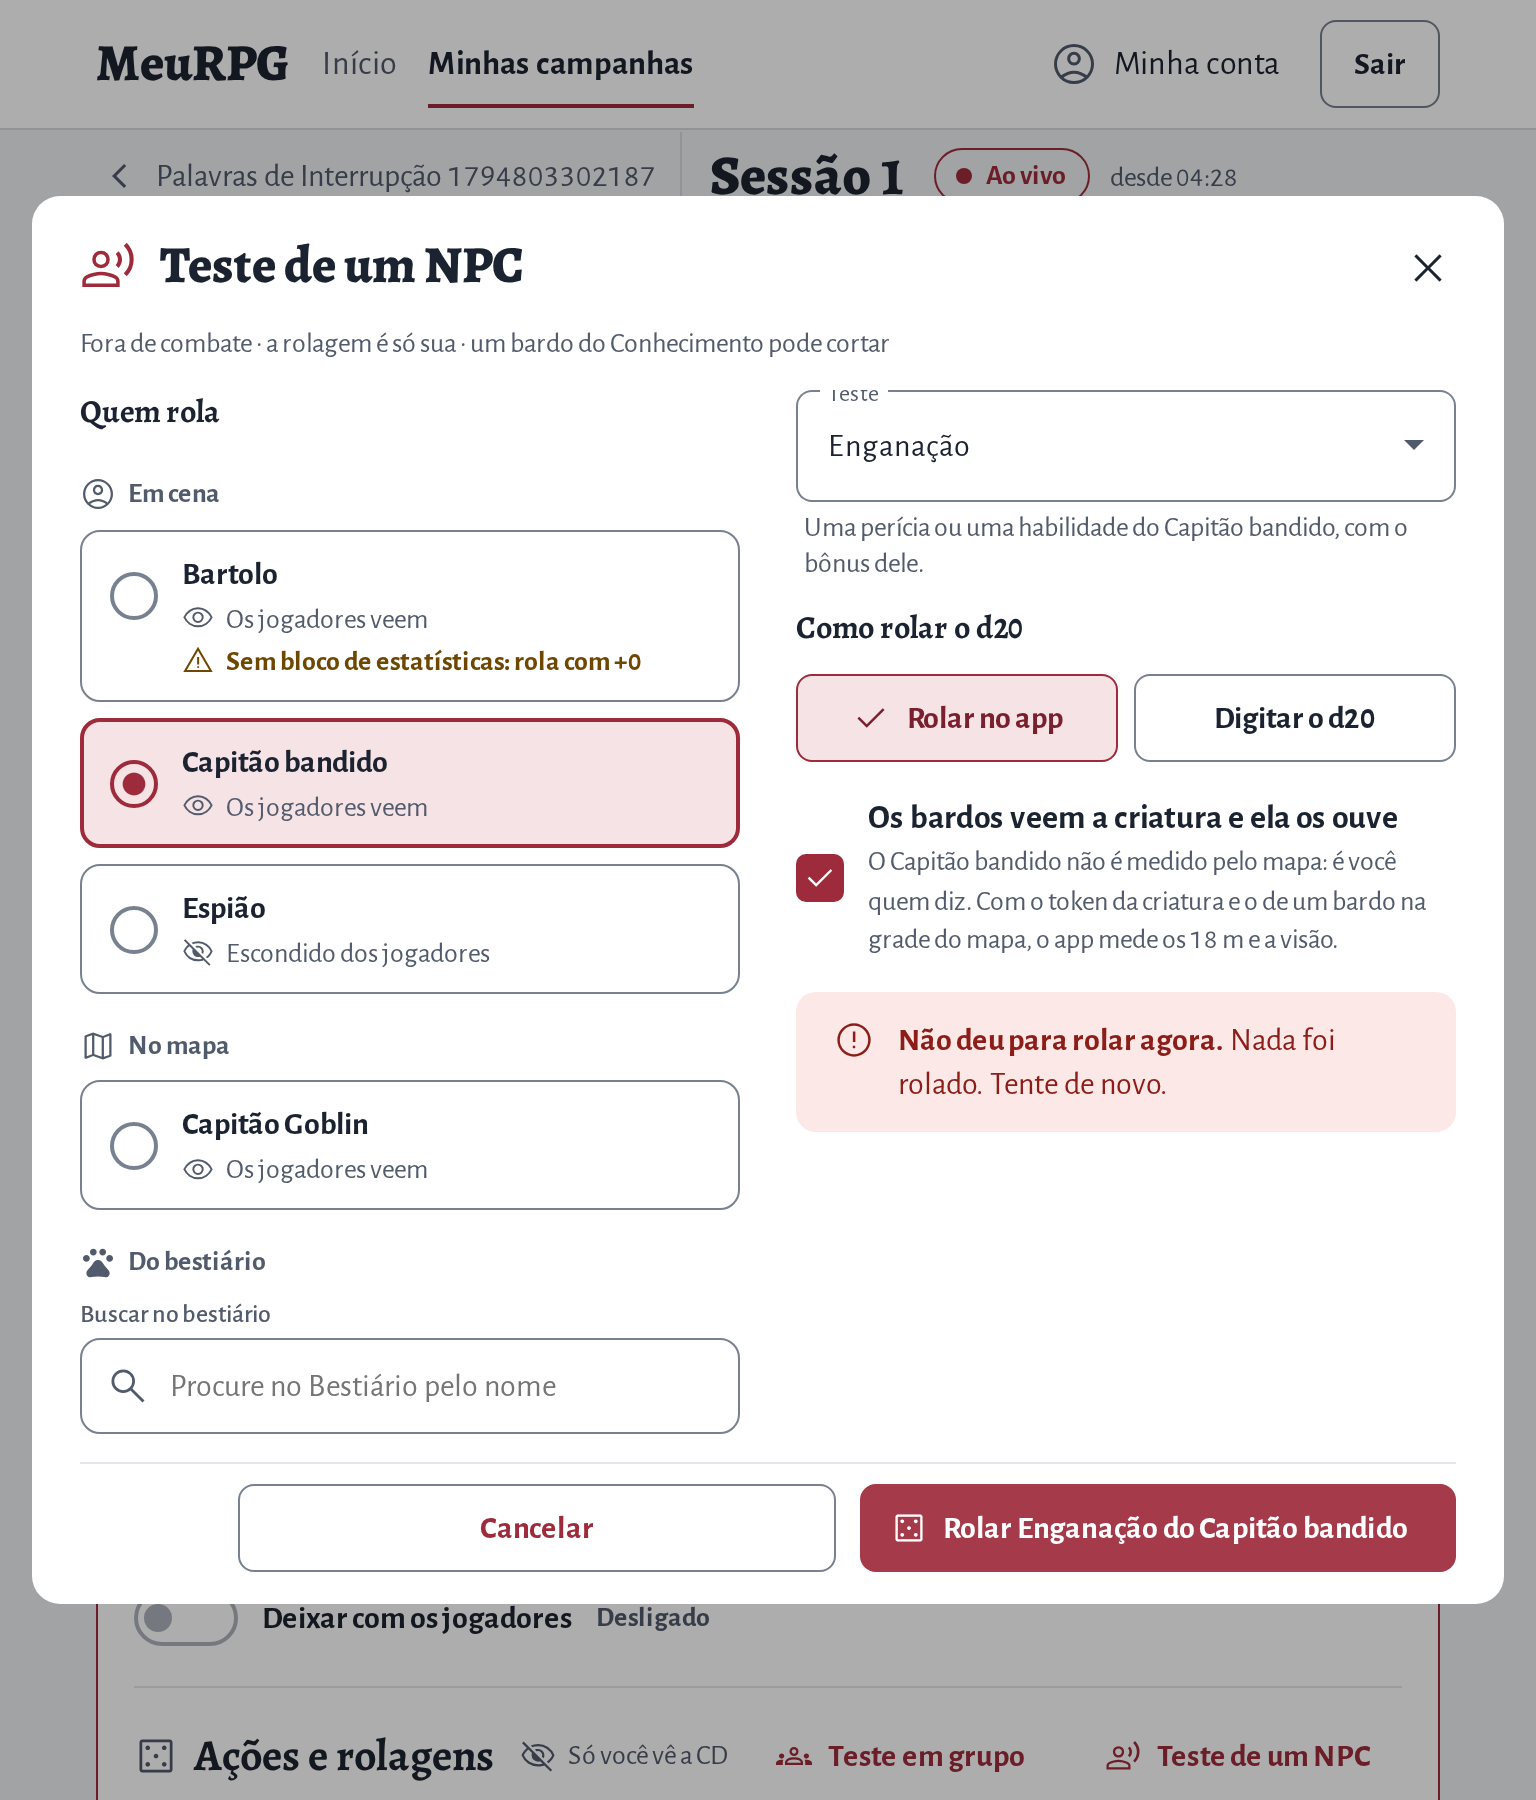 MeuRPG
Início
Minhas campanhas
Minha conta
Sair
Palavras de Interrupção 1794803302187
Sessão 1
Ao vivo
desde 04:28
Teste de um NPC
Fora de combate · a rolagem é só sua · um bardo do Conhecimento pode cortar
Quem rola
Em cena
Bartolo
Os jogadores veem
Sem bloco de estatísticas: rola com +0
Capitão bandido
Os jogadores veem
Espião
Escondido dos jogadores
No mapa
Capitão Goblin
Os jogadores veem
Do bestiário
Buscar no bestiário
Procure no Bestiário pelo nome
Teste
Enganação
Uma perícia ou uma habilidade do Capitão bandido, com o
bônus dele.
Como rolar o d20
Rolar no app
Digitar o d20
Os bardos veem a criatura e ela os ouve
O Capitão bandido não é medido pelo mapa: é você
quem diz. Com o token da criatura e o de um bardo na
grade do mapa, o app mede os 18 m e a visão.
Não deu para rolar agora. Nada foi
rolado. Tente de novo.
Cancelar
Rolar Enganação do Capitão bandido
Deixar com os jogadores
Desligado
Ações e rolagens
Só você vê a CD
Teste em grupo
Teste de um NPC